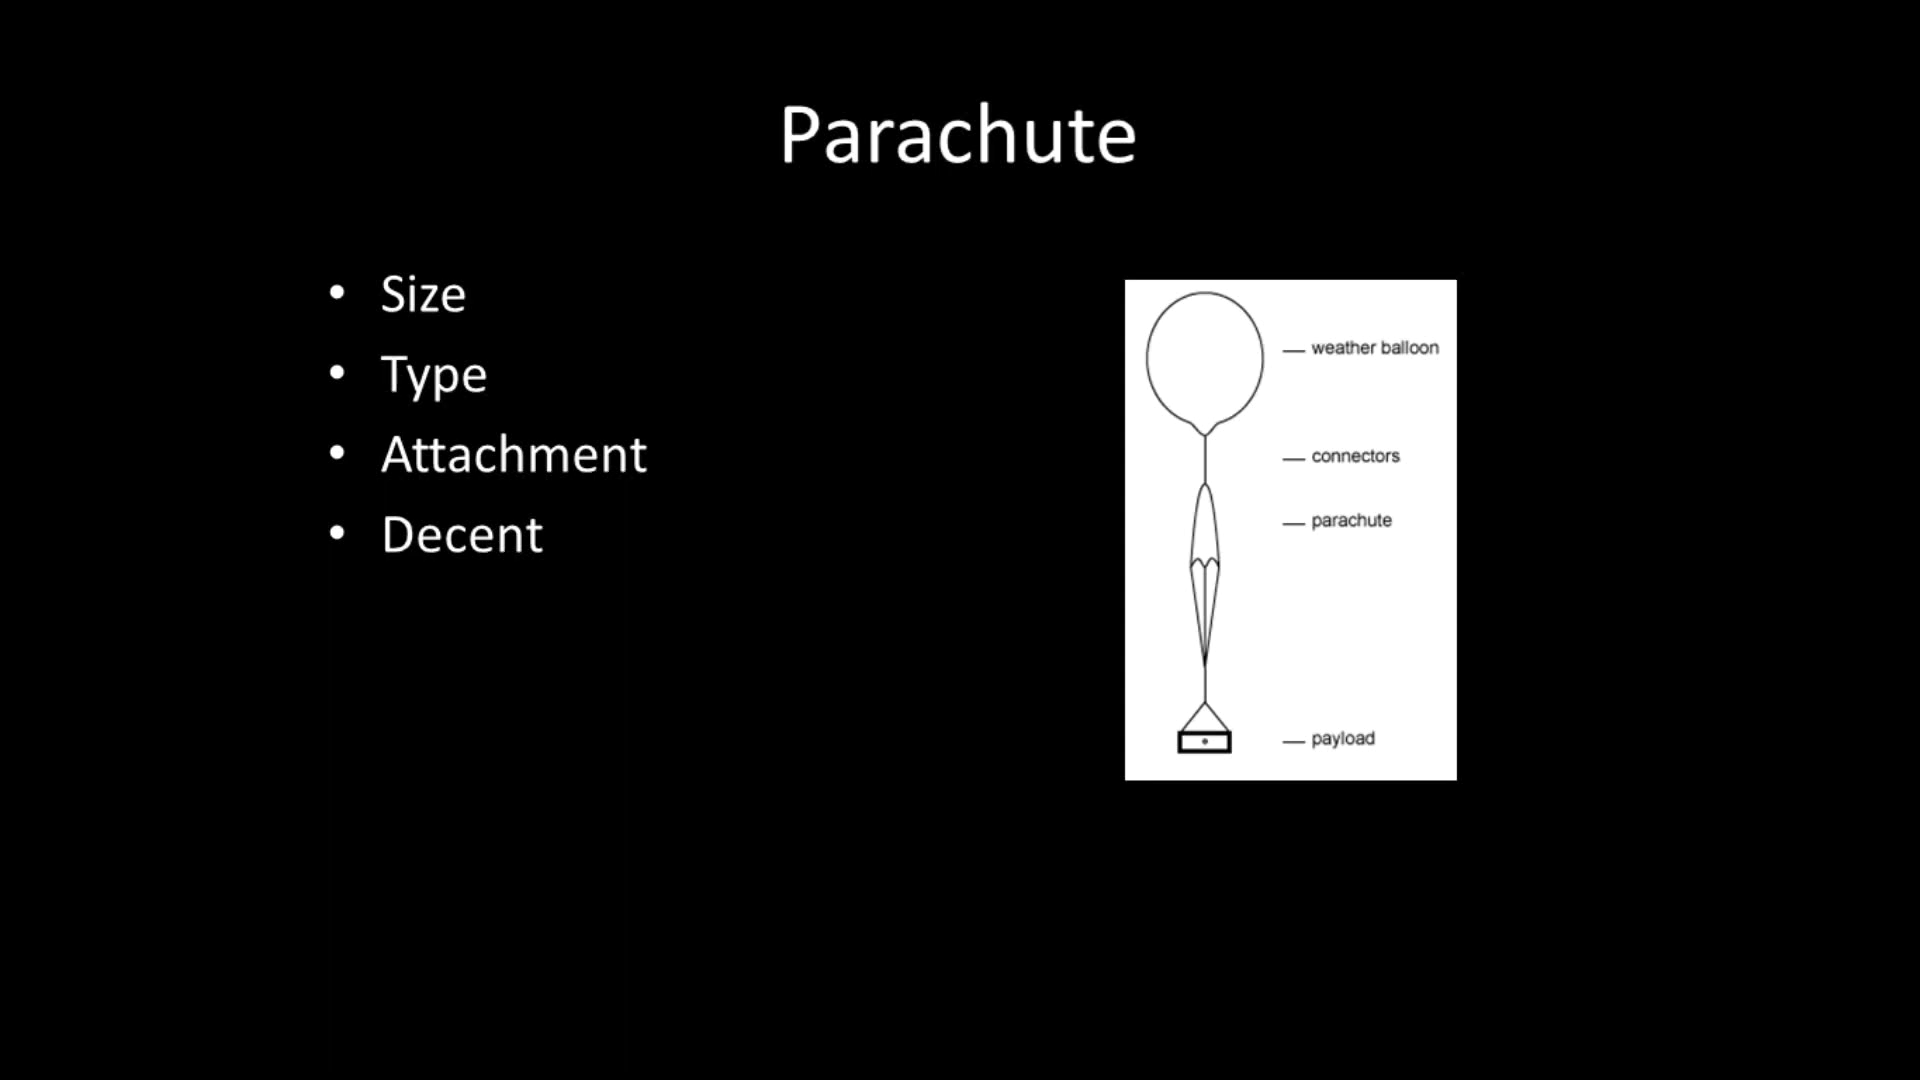 Parachute
• Size
• Type
• Attachment
• Decent
weather balloon
connectors
parachute
payload